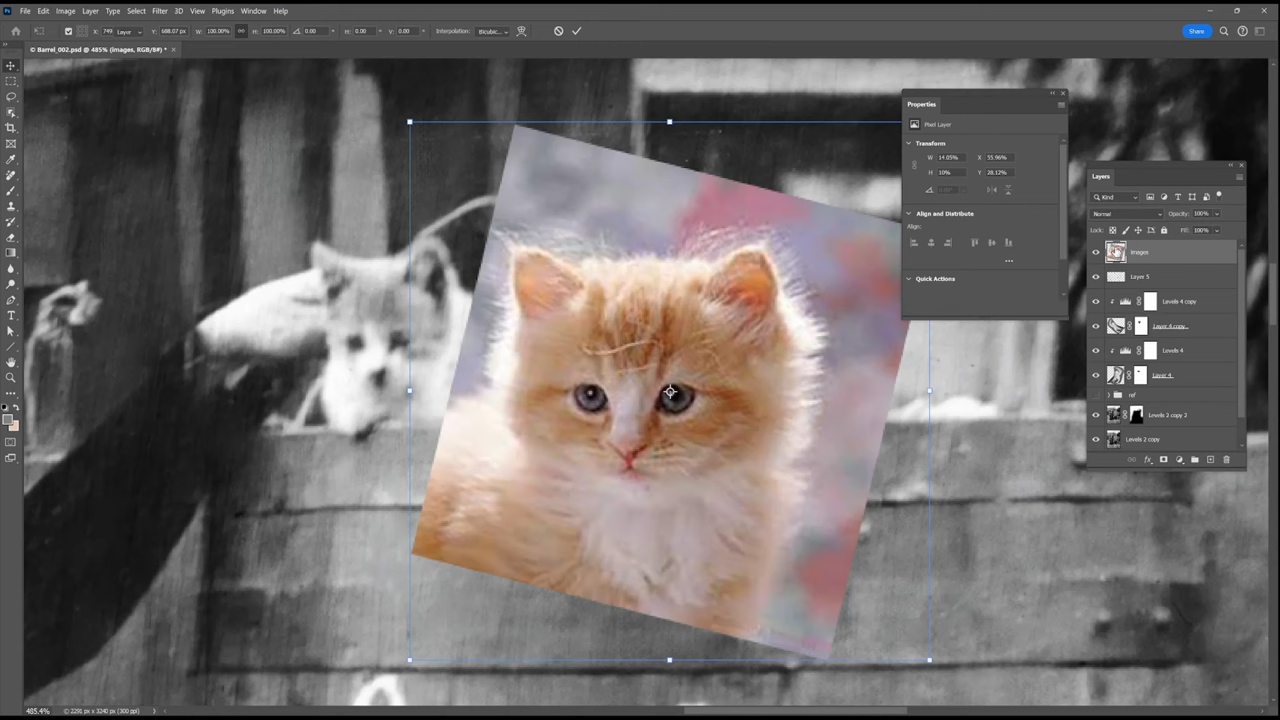 File Edit Image Layer Type Select Filter 3D View Plugins Window Help
X: 749 Layer Y: 688.07 px W: 100.00% H: 100.00% 0.00 H: 0.00 V: 0.00 Interpolation: Bicubic... Share
© Barrel_002.psd @ 485% (images, RGB/8#) *
Properties
Pixel Layer
Transform
W 14.05% X 55.96%
H 10% Y 28.12%
0.00°
Align and Distribute
Align:
Quick Actions
Layers
Kind
Normal Opacity: 100%
Lock: Fill: 100%
images
Layer 5
Levels 4 copy
Layer 4 copy...
Levels 4
Layer 4
ref
Levels 2 copy 2
Levels 2 copy
485.4% © 2291 px x 3240 px (300 ppi)